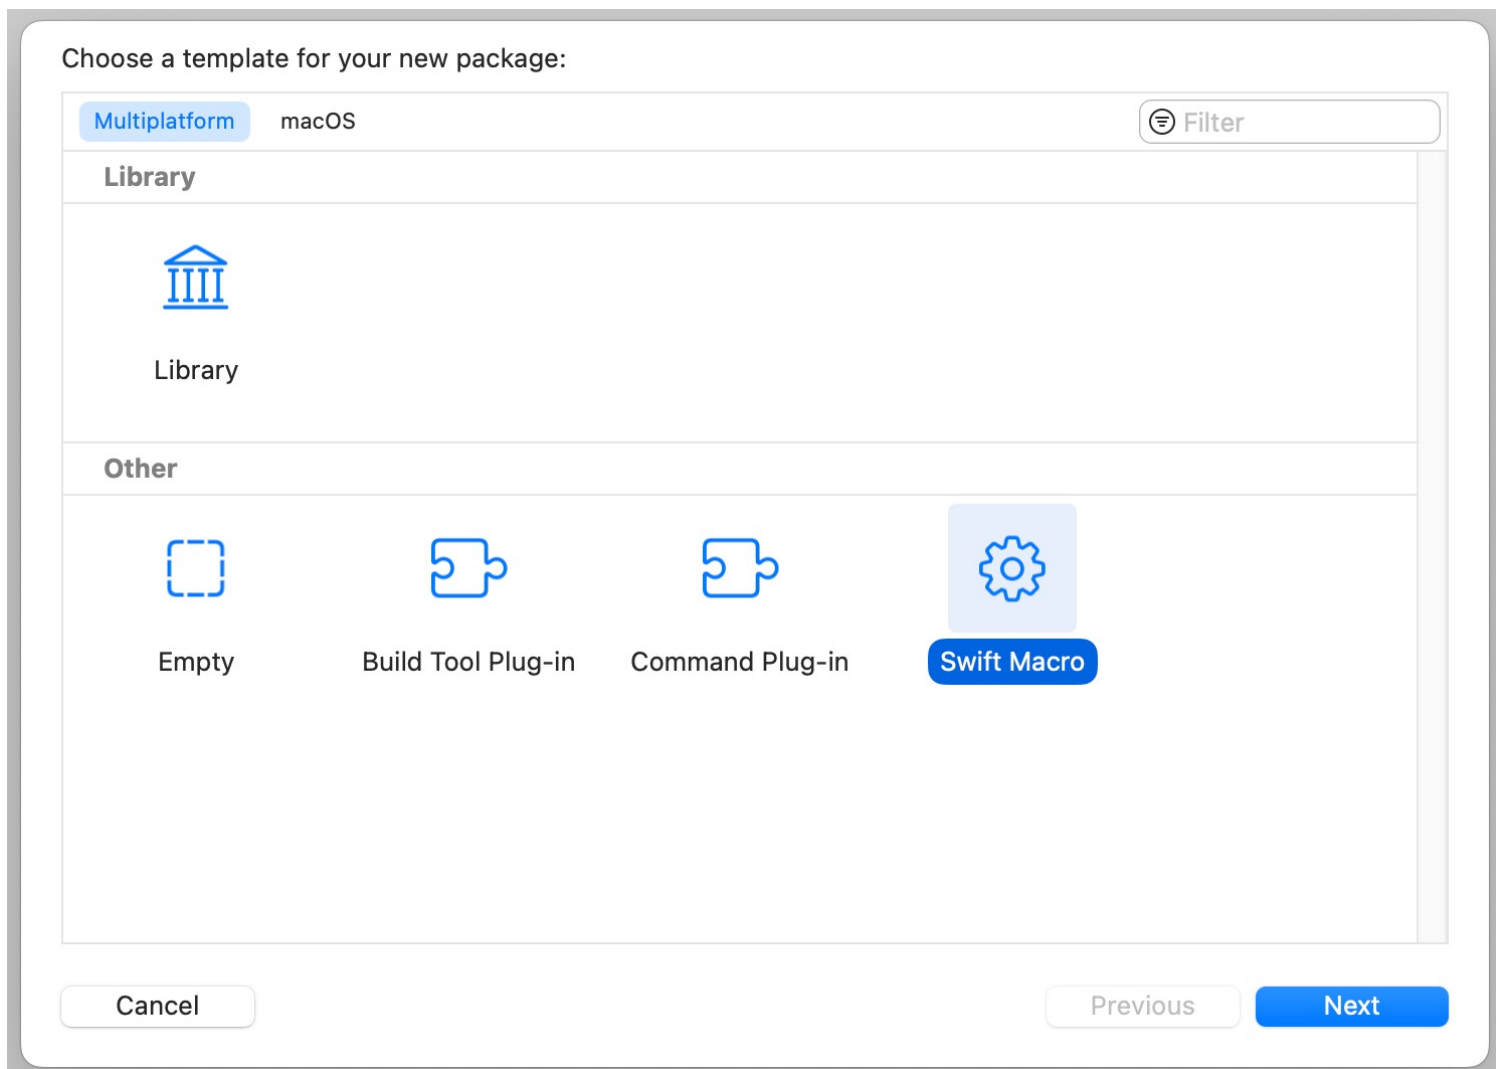 Choose a template for your new package:
Multiplatform macOS Filter
Library
Library
Other
Empty Build Tool Plug-in Command Plug-in Swift Macro
Cancel Previous Next